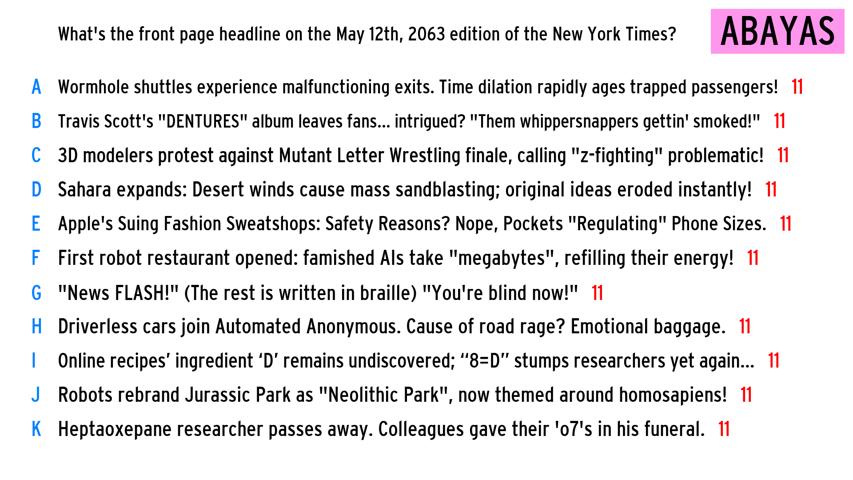 What's the front page headline on the May 12th, 2063 edition of the New York Times?
ABAYAS
A Wormhole shuttles experience malfunctioning exits. Time dilation rapidly ages trapped passengers! 11
B Travis Scott's "DENTURES" album leaves fans... intrigued? "Them whippersnappers gettin' smoked!" 11
C 3D modelers protest against Mutant Letter Wrestling finale, calling "z-fighting" problematic! 11
D Sahara expands: Desert winds cause mass sandblasting; original ideas eroded instantly! 11
E Apple's Suing Fashion Sweatshops: Safety Reasons? Nope, Pockets "Regulating" Phone Sizes. 11
F First robot restaurant opened: famished AIs take "megabytes", refilling their energy! 11
G "News FLASH!" (The rest is written in braille) "You're blind now!" 11
H Driverless cars join Automated Anonymous. Cause of road rage? Emotional baggage. 11
I Online recipes’ ingredient ‘D’ remains undiscovered; “8=D” stumps researchers yet again... 11
J Robots rebrand Jurassic Park as "Neolithic Park", now themed around homosapiens! 11
K Heptaoxepane researcher passes away. Colleagues gave their 'o7's in his funeral. 11